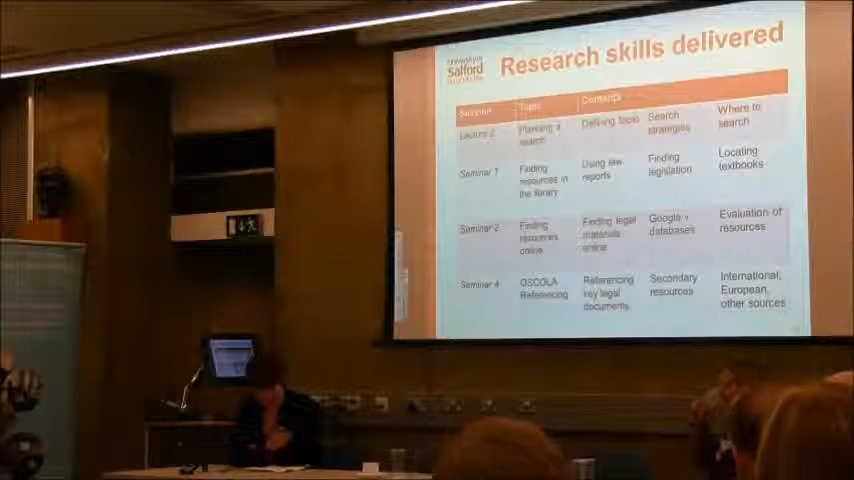 University of
Salford
MANCHESTER
Research skills delivered
Session Topic Contents
Lecture 2 Planning a search Defining topic Search strategies Where to search
Seminar 1 Finding resources in the library Using law reports Finding legislation Locating textbooks
Seminar 2 Finding resources online Finding legal materials online Google v databases Evaluation of resources
Seminar 4 OSCOLA Referencing Referencing key legal documents Secondary resources International, European, other sources